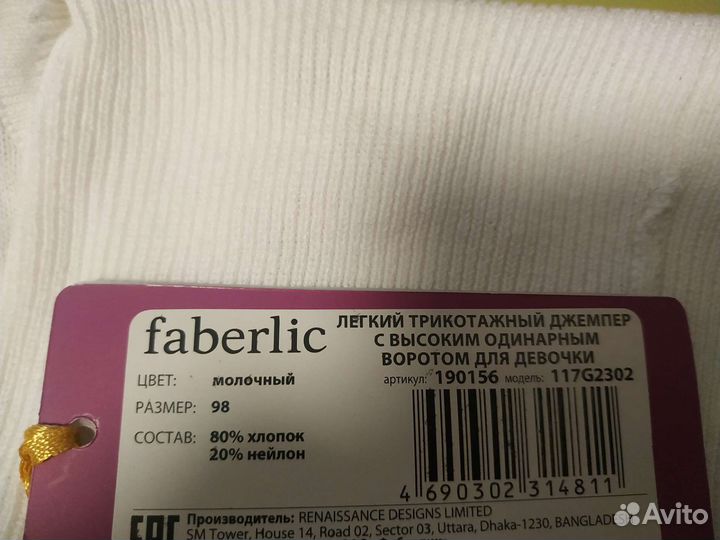 faberlic
ЛЕГКИЙ ТРИКОТАЖНЫЙ ДЖЕМПЕР
С ВЫСОКИМ ОДИНАРНЫМ
ВОРОТОМ ДЛЯ ДЕВОЧКИ
артикул: 190156 модель: 117G2302
ЦВЕТ: молочный
РАЗМЕР: 98
СОСТАВ: 80% хлопок
20% нейлон
4 690302 314811
EAC Производитель: RENAISSANCE DESIGNS LIMITED
SM Tower, House 14, Road 02, Sector 03, Uttara, Dhaka-1230, BANGLADESH
Avito